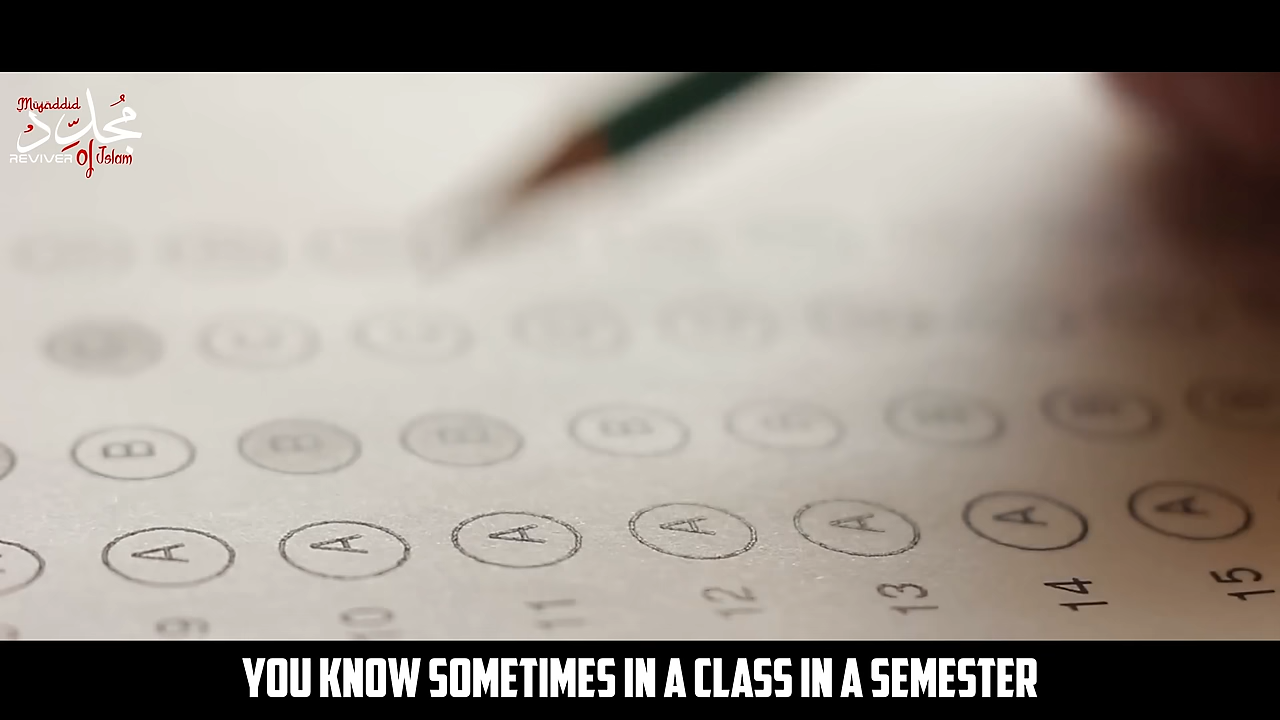 Mujaddid
مُجدِّد
REVIVER of Islam
B B B B B B B
A A A A A A A
9 10 11 12 13 14 15
YOU KNOW SOMETIMES IN A CLASS IN A SEMESTER